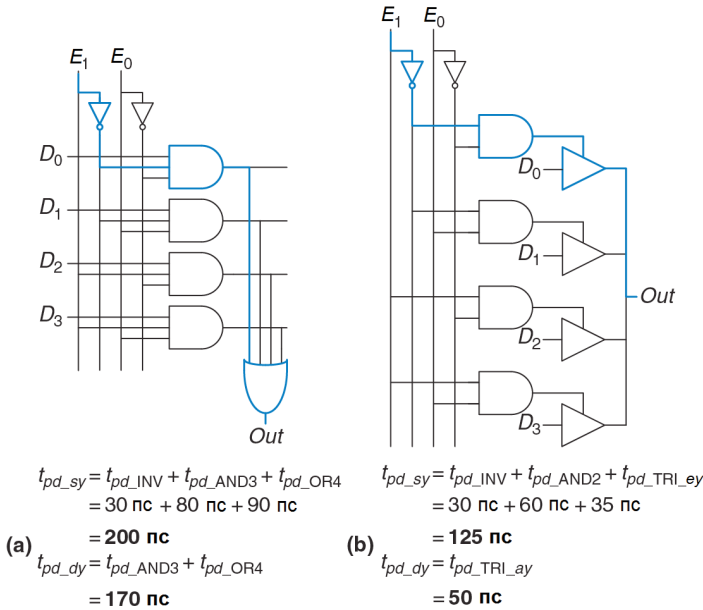 E1 E0
D0
D1
D2
D3
Out
tpd_sy = tpd_INV + tpd_AND3 + tpd_OR4
= 30 пс + 80 пс + 90 пс
= 200 пс
(a) tpd_dy = tpd_AND3 + tpd_OR4
= 170 пс
E1 E0
D0
D1
Out
D2
D3
tpd_sy = tpd_INV + tpd_AND2 + tpd_TRI_ey
= 30 пс + 60 пс + 35 пс
= 125 пс
(b) tpd_dy = tpd_TRI_ay
= 50 пс